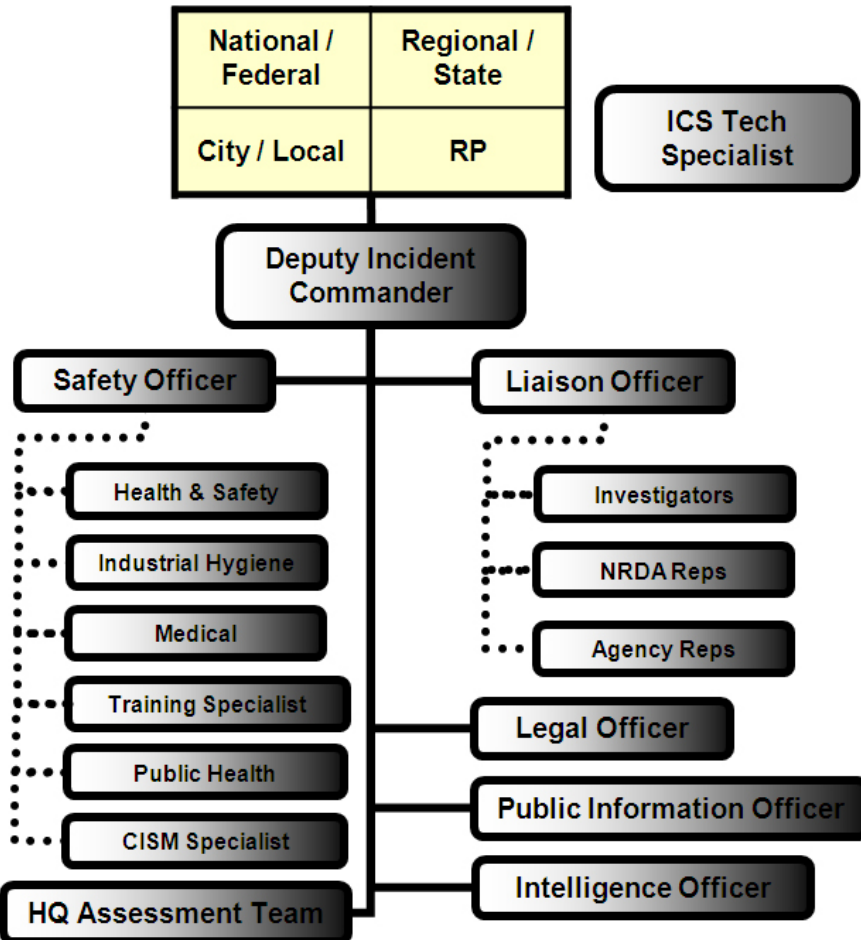 National /
Federal
Regional /
State
City / Local
RP
ICS Tech
Specialist
Deputy Incident
Commander
Safety Officer
Liaison Officer
Health & Safety
Industrial Hygiene
Medical
Training Specialist
Public Health
CISM Specialist
HQ Assessment Team
Investigators
NRDA Reps
Agency Reps
Legal Officer
Public Information Officer
Intelligence Officer